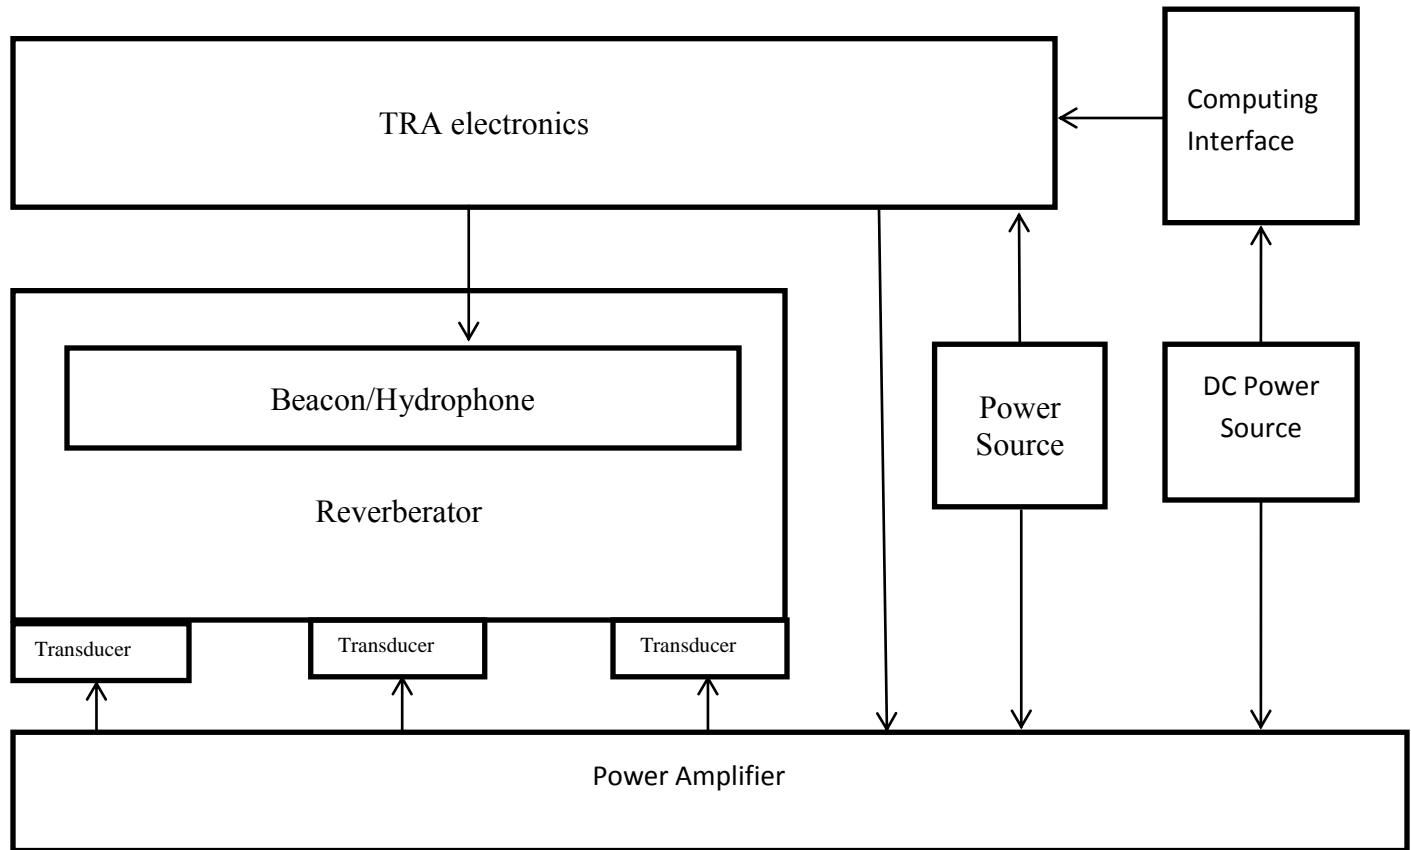 TRA electronics
Computing
Interface
Beacon/Hydrophone
Reverberator
Power
Source
DC Power
Source
Transducer
Transducer
Transducer
Power Amplifier